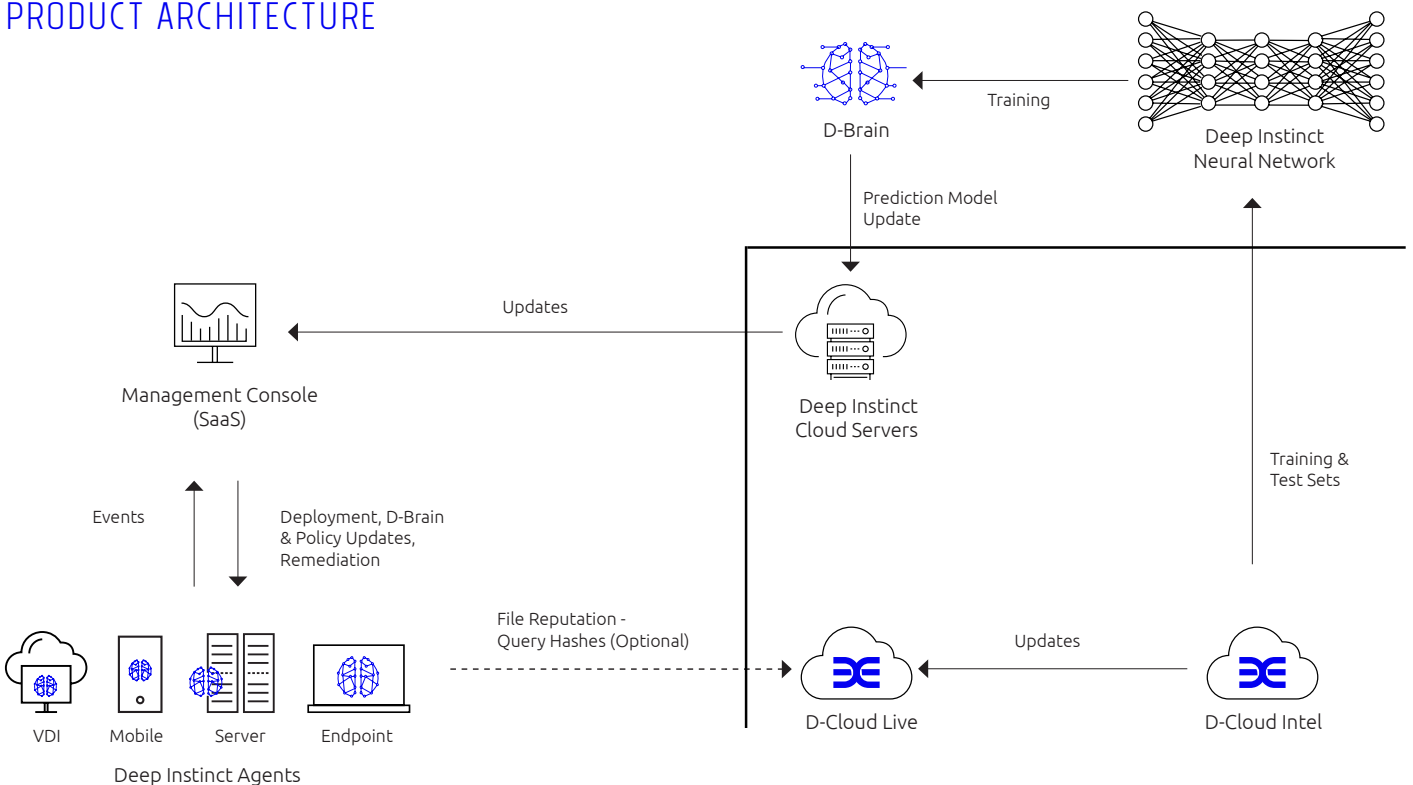 PRODUCT ARCHITECTURE
Training
D-Brain
Deep Instinct
Neural Network
Prediction Model
Update
Updates
Management Console
(SaaS)
Deep Instinct
Cloud Servers
Training &
Test Sets
Events
Deployment, D-Brain
& Policy Updates,
Remediation
File Reputation -
Query Hashes (Optional)
Updates
D-Cloud Live
D-Cloud Intel
VDI
Mobile
Server
Endpoint
Deep Instinct Agents